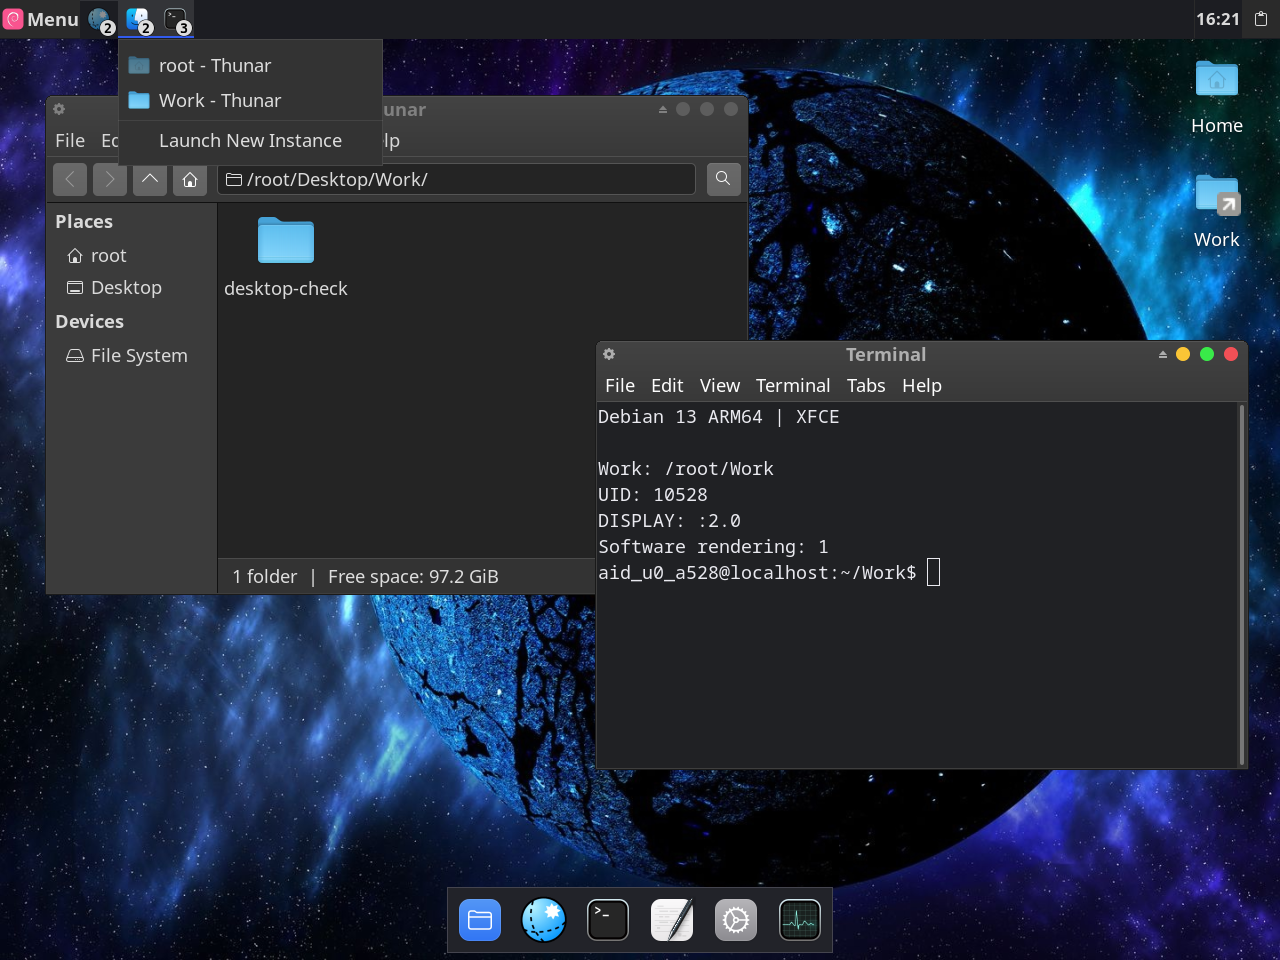 Menu
2
2
3
16:21
root - Thunar
Work - Thunar
Launch New Instance
unar
File Ed lp
/root/Desktop/Work/
Places
root
Desktop
Devices
File System
desktop-check
1 folder | Free space: 97.2 GiB
Home
Work
Terminal
File Edit View Terminal Tabs Help
Debian 13 ARM64 | XFCE
Work: /root/Work
UID: 10528
DISPLAY: :2.0
Software rendering: 1
aid_u0_a528@localhost:~/Work$
>_